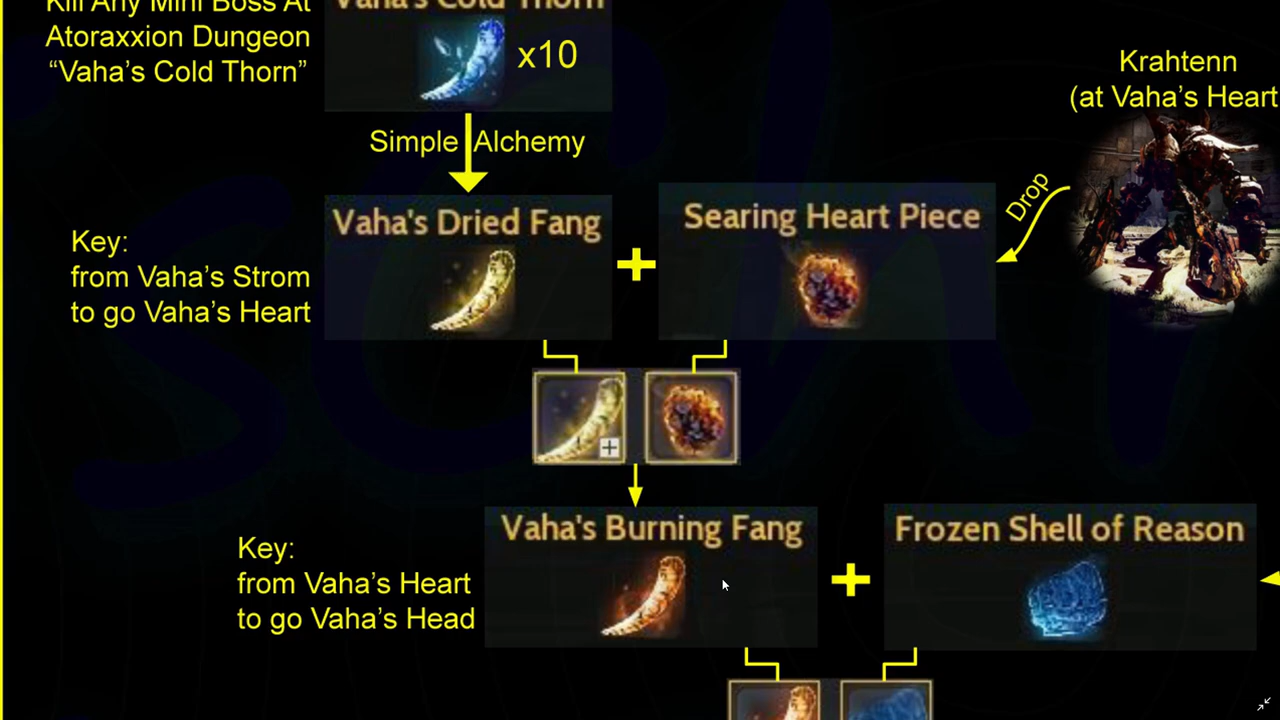 Kill Any Mini Boss At
Atoraxxion Dungeon
“Vaha’s Cold Thorn”
Vaha's Cold Thorn
x10
Krahtenn
(at Vaha’s Heart
Simple Alchemy
Drop
Vaha's Dried Fang
+
Searing Heart Piece
Key:
from Vaha’s Strom
to go Vaha’s Heart
Vaha's Burning Fang
+
Frozen Shell of Reason
Key:
from Vaha’s Heart
to go Vaha’s Head